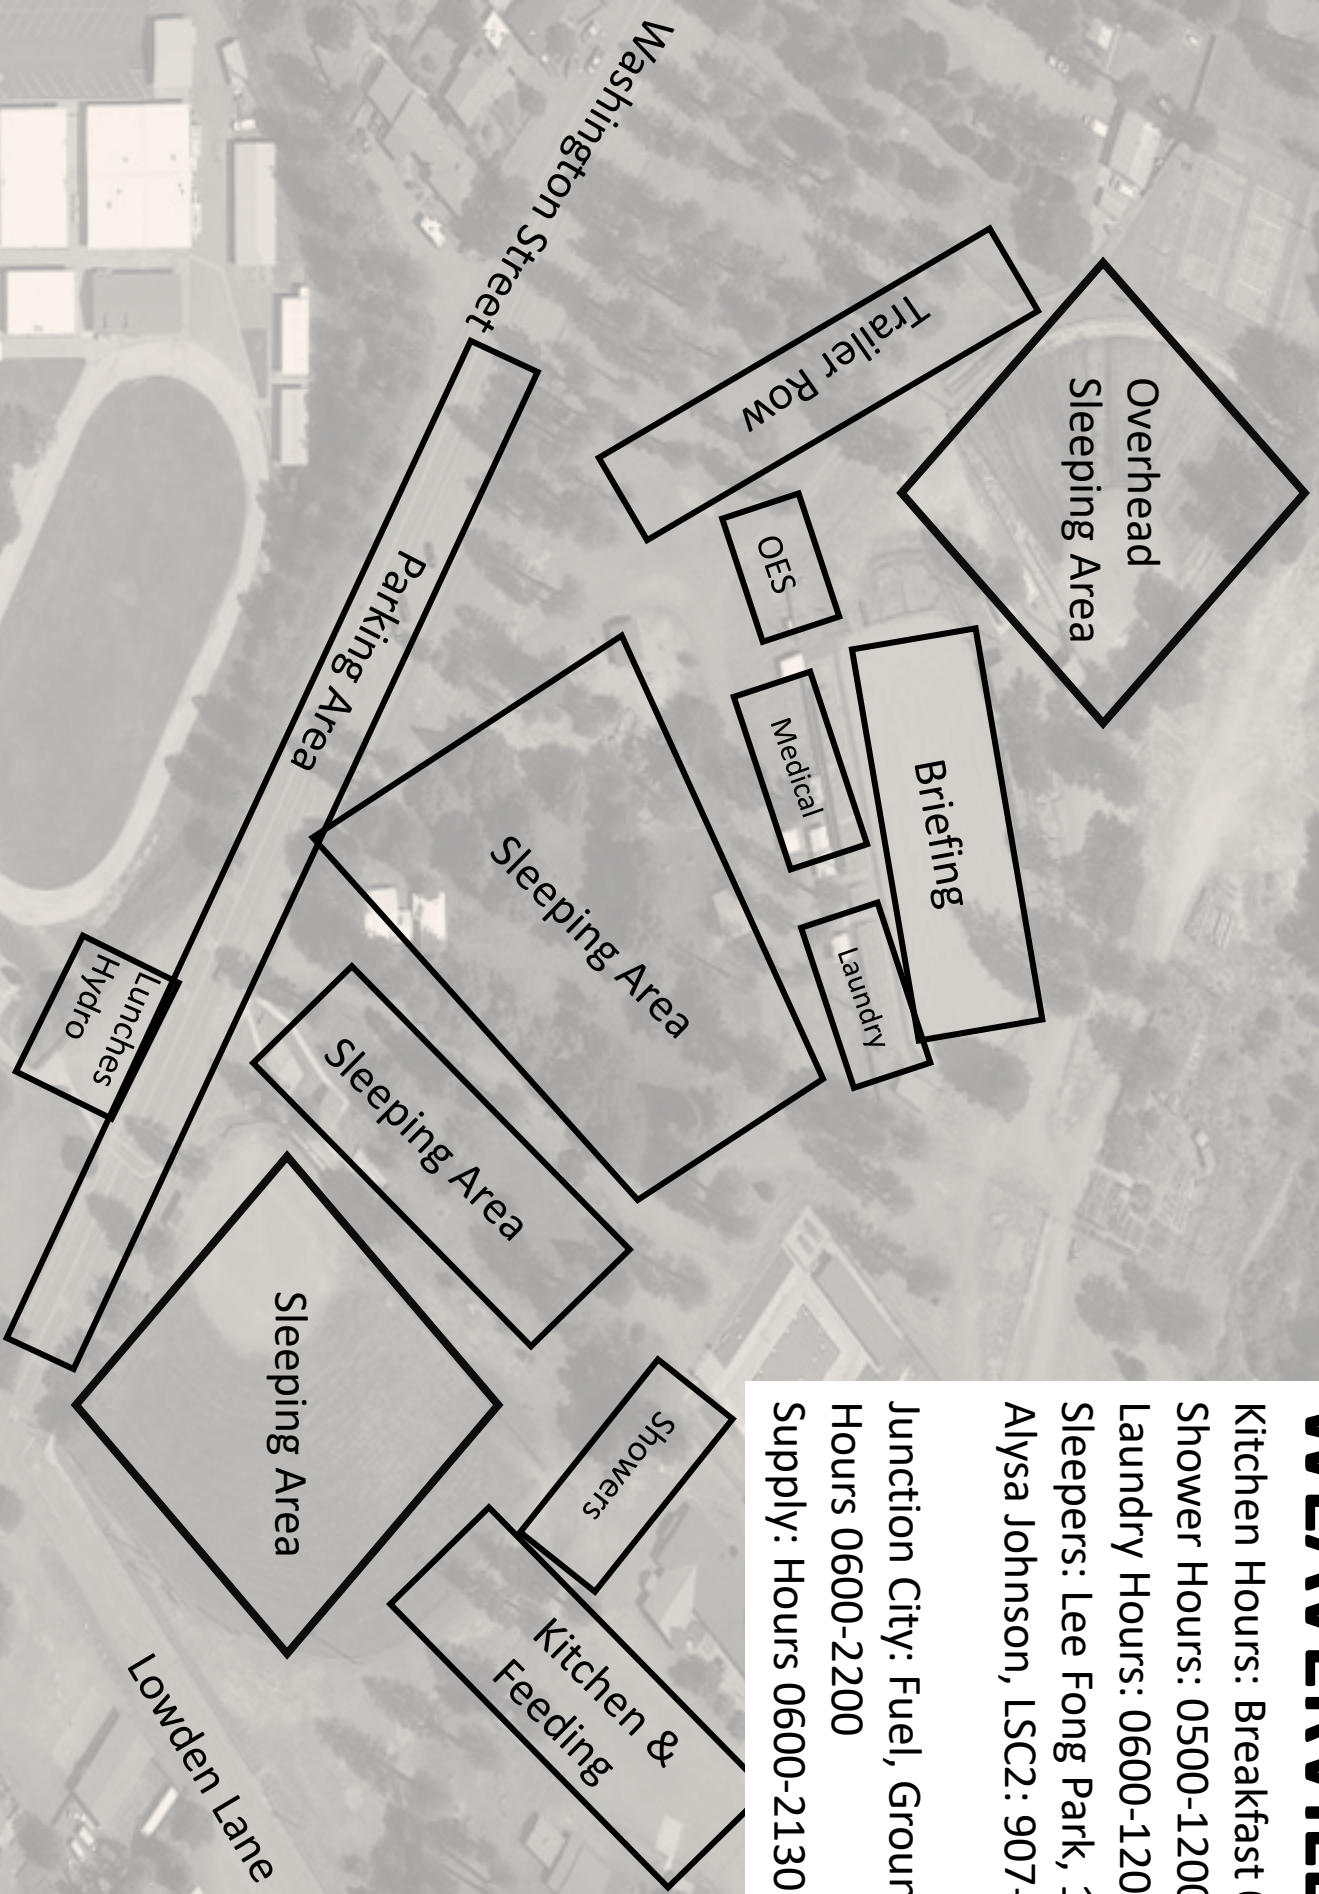 Washington Street
Trailer Row
Overhead
Sleeping Area
OES
Medical
Briefing
Laundry
Parking Area
Sleeping Area
Lunches
Hydro
Sleeping Area
Sleeping Area
Showers
Kitchen &
Feeding
Lowden Lane
Kitchen Hours: Breakfast
Shower Hours: 0500-1200
Laundry Hours: 0600-120
Sleepers: Lee Fong Park,
Alysa Johnson, LSC2: 907-
Junction City: Fuel,
Hours 0600-2200
Supply: Hours 0600-2130